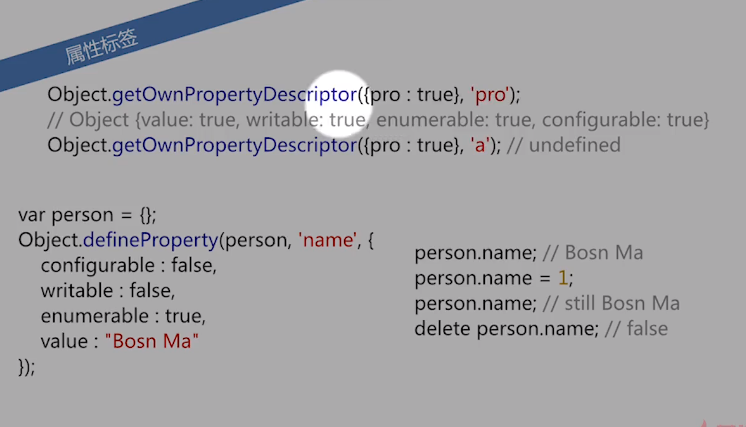 属性标签
Object.getOwnPropertyDescriptor({pro : true}, 'pro');
// Object {value: true, writable: true, enumerable: true, configurable: true}
Object.getOwnPropertyDescriptor({pro : true}, 'a'); // undefined
var person = {};
Object.defineProperty(person, 'name', {
configurable : false,
writable : false,
enumerable : true,
value : "Bosn Ma"
});
person.name; // Bosn Ma
person.name = 1;
person.name; // still Bosn Ma
delete person.name; // false